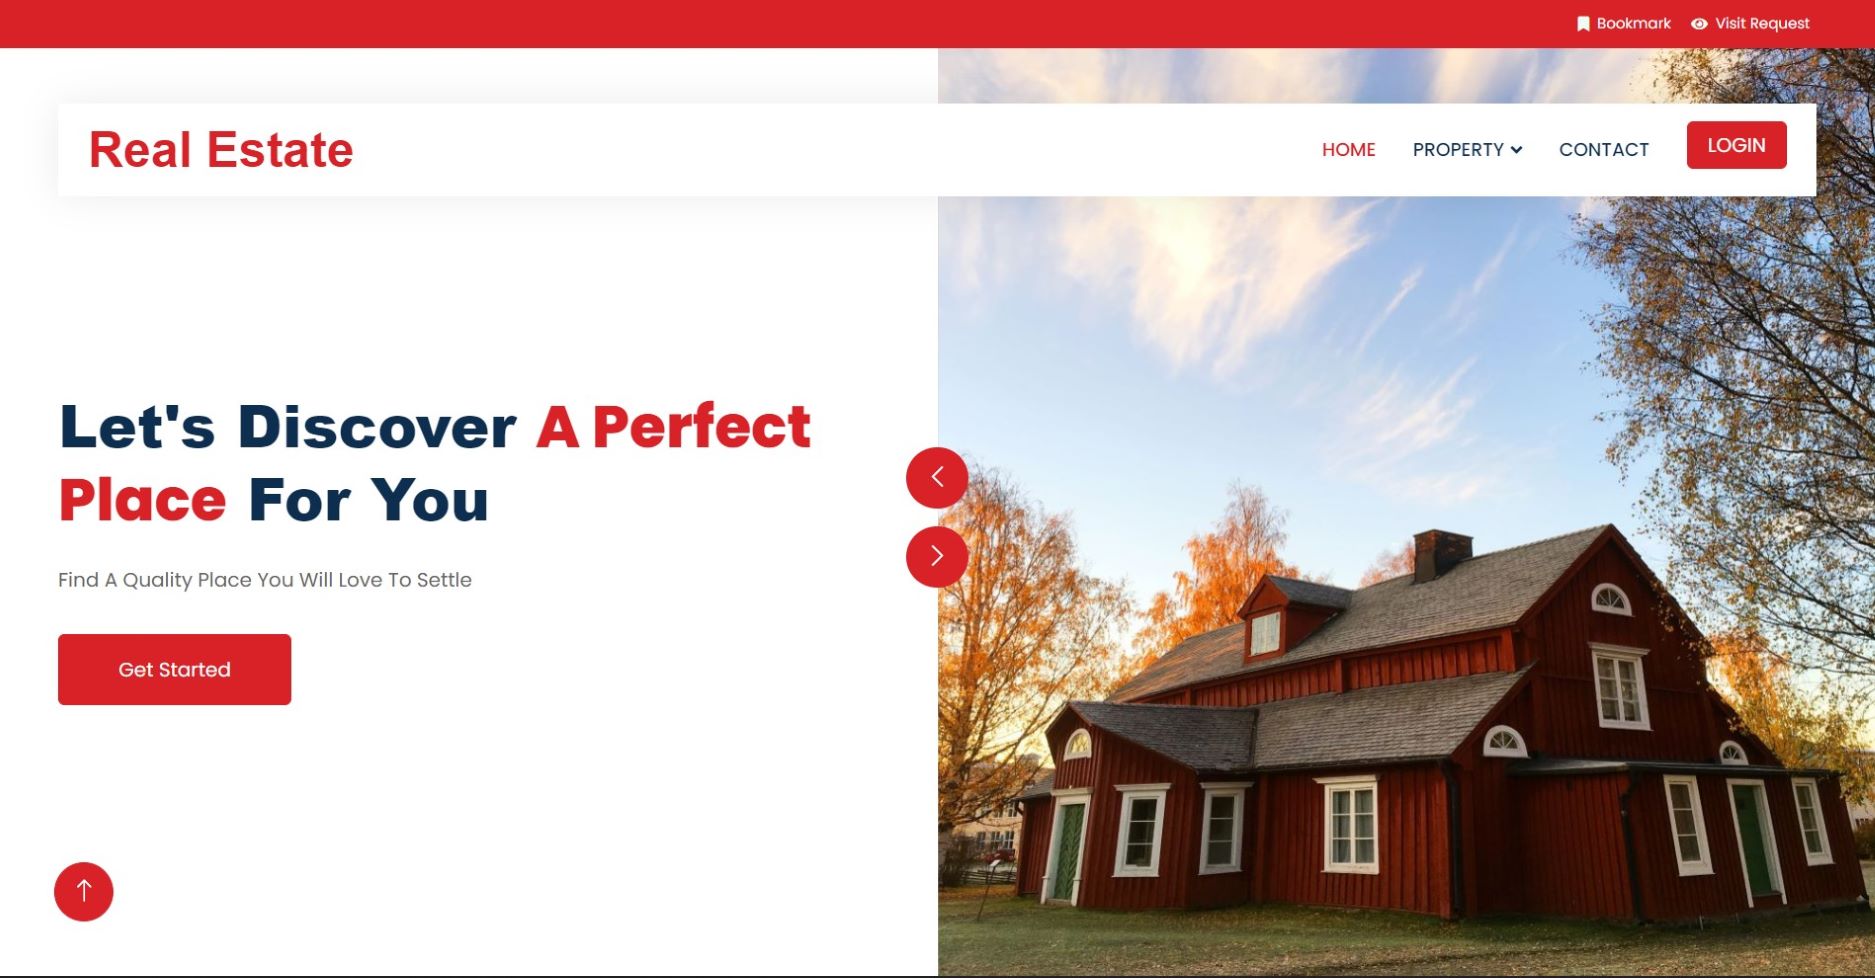 Bookmark Visit Request
Real Estate
HOME PROPERTY CONTACT LOGIN
Let's Discover A Perfect
Place For You
Find A Quality Place You Will Love To Settle
Get Started